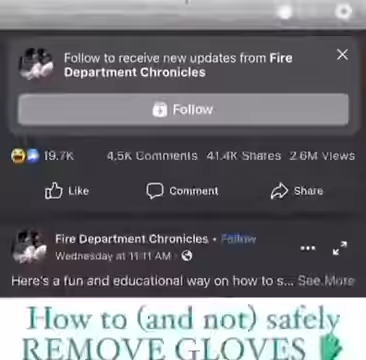 Follow to receive new updates from Fire
Department Chronicles
Follow
19.7K 4.5K Comments 41.4K Shares 2.6M Views
Like Comment Share
Fire Department Chronicles • Follow
Wednesday at 11:11 AM •
Here's a fun and educational way on how to s... See More
How to (and not) safely
REMOVE GLOVES